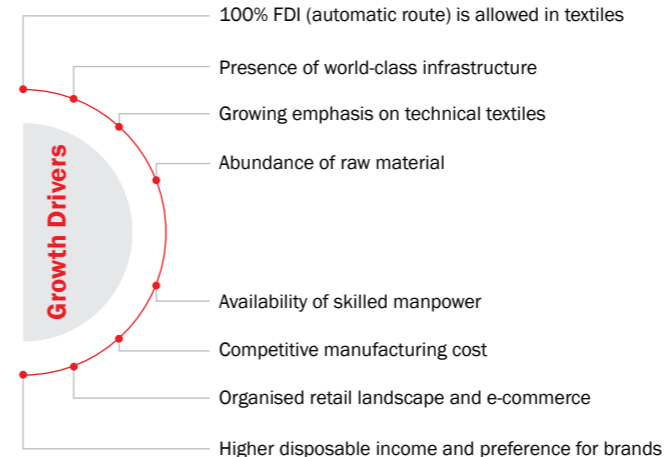 100% FDI (automatic route) is allowed in textiles
Presence of world-class infrastructure
Growing emphasis on technical textiles
Abundance of raw material
Growth Drivers
Availability of skilled manpower
Competitive manufacturing cost
Organised retail landscape and e-commerce
Higher disposable income and preference for brands